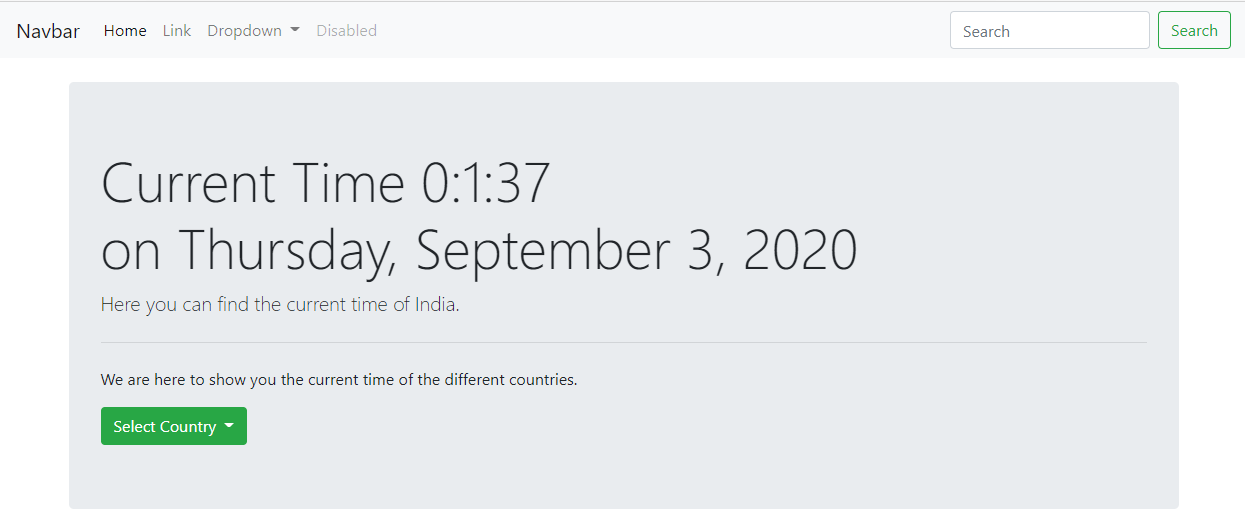 Navbar Home Link Dropdown Disabled Search Search
Current Time 0:1:37
on Thursday, September 3, 2020
Here you can find the current time of India.
We are here to show you the current time of the different countries.
Select Country